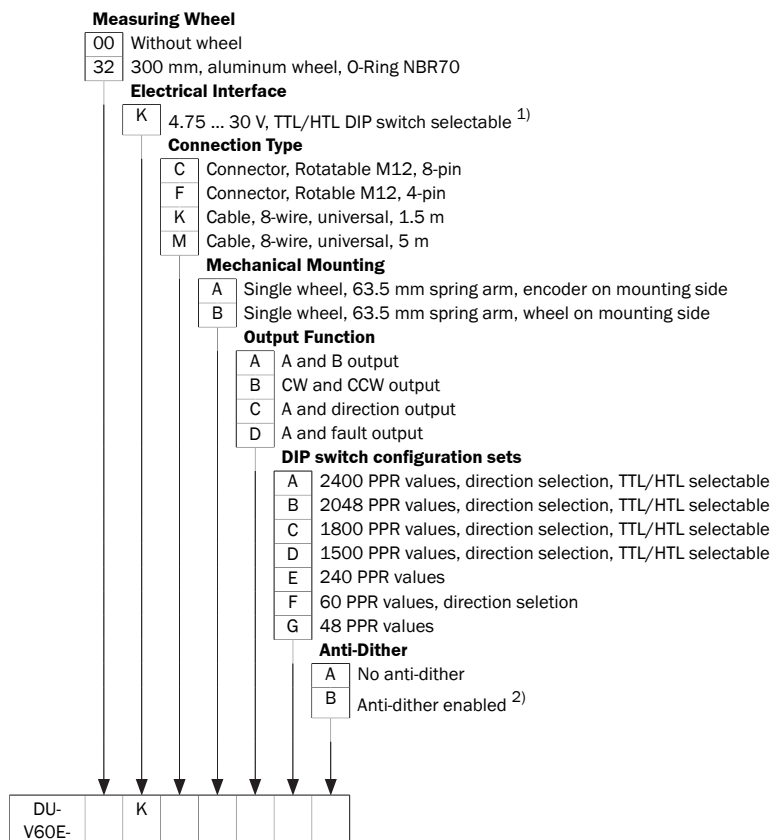 Measuring Wheel
00 Without wheel
32 300 mm, aluminum wheel, O-Ring NBR70
Electrical Interface
K 4.75 ... 30 V, TTL/HTL DIP switch selectable 1)
Connection Type
C Connector, Rotatable M12, 8-pin
F Connector, Rotable M12, 4-pin
K Cable, 8-wire, universal, 1.5 m
M Cable, 8-wire, universal, 5 m
Mechanical Mounting
A Single wheel, 63.5 mm spring arm, encoder on mounting side
B Single wheel, 63.5 mm spring arm, wheel on mounting side
Output Function
A A and B output
B CW and CCW output
C A and direction output
D A and fault output
DIP switch configuration sets
A 2400 PPR values, direction selection, TTL/HTL selectable
B 2048 PPR values, direction selection, TTL/HTL selectable
C 1800 PPR values, direction selection, TTL/HTL selectable
D 1500 PPR values, direction selection, TTL/HTL selectable
E 240 PPR values
F 60 PPR values, direction seletion
G 48 PPR values
Anti-Dither
A No anti-dither
B Anti-dither enabled 2)
DU- K
V60E-